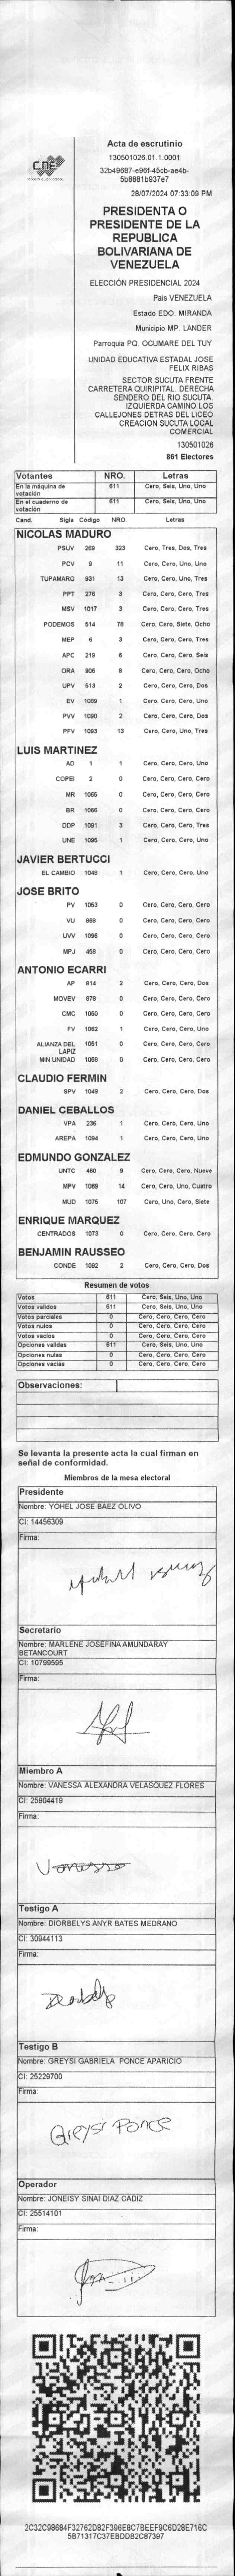 CNE
Acta de escrutinio
130501026.01.1.0001
32b49687-e96f-45cb-ae4b-
5b8881b937e7
28/07/2024 07:33:09 PM
PRESIDENTA O
PRESIDENTE DE LA
REPUBLICA
BOLIVARIANA DE
VENEZUELA
ELECCIÓN PRESIDENCIAL 2024
País VENEZUELA
Estado EDO. MIRANDA
Municipio MP. LANDER
Parroquia PQ. OCUMARE DEL TUY
UNIDAD EDUCATIVA ESTADAL JOSE
FELIX RIBAS
SECTOR SUCUTA FRENTE
CARRETERA QUIRIPITAL. DERECHA
SENDERO DEL RIO SUCUTA.
IZQUIERDA CAMINO LOS
CALLEJONES DETRAS DEL LICEO
CREACION SUCUTA LOCAL
COMERCIAL
130501026
861 Electores
Votantes NRO. Letras
En la máquina de votación 611 Cero, Seis, Uno, Uno
En el cuaderno de votación 611 Cero, Seis, Uno, Uno
Cand. Sigla Código NRO. Letras
NICOLAS MADURO
PSUV 269 323 Cero, Tres, Dos, Tres
PCV 9 11 Cero, Cero, Uno, Uno
TUPAMARO 931 13 Cero, Cero, Uno, Tres
PPT 276 3 Cero, Cero, Cero, Tres
MSV 1017 3 Cero, Cero, Cero, Tres
PODEMOS 514 78 Cero, Cero, Siete, Ocho
MEP 6 3 Cero, Cero, Cero, Tres
APC 219 6 Cero, Cero, Cero, Seis
ORA 906 8 Cero, Cero, Cero, Ocho
UPV 513 2 Cero, Cero, Cero, Dos
EV 1089 1 Cero, Cero, Cero, Uno
PVV 1090 2 Cero, Cero, Cero, Dos
PFV 1093 13 Cero, Cero, Uno, Tres
LUIS MARTINEZ
AD 1 1 Cero, Cero, Cero, Uno
COPEI 2 0 Cero, Cero, Cero, Cero
MR 1065 0 Cero, Cero, Cero, Cero
BR 1086 0 Cero, Cero, Cero, Cero
DDP 1091 3 Cero, Cero, Cero, Tres
UNE 1095 1 Cero, Cero, Cero, Uno
JAVIER BERTUCCI
EL CAMBIO 1048 1 Cero, Cero, Cero, Uno
JOSE BRITO
PV 1053 0 Cero, Cero, Cero, Cero
VU 968 0 Cero, Cero, Cero, Cero
UVV 1096 0 Cero, Cero, Cero, Cero
MPJ 458 0 Cero, Cero, Cero, Cero
ANTONIO ECARRI
AP 914 2 Cero, Cero, Cero, Dos
MOVEV 978 0 Cero, Cero, Cero, Cero
CMC 1050 0 Cero, Cero, Cero, Cero
FV 1062 1 Cero, Cero, Cero, Uno
ALIANZA DEL LAPIZ 1051 0 Cero, Cero, Cero, Cero
MIN UNIDAD 1068 0 Cero, Cero, Cero, Cero
CLAUDIO FERMIN
SPV 1049 2 Cero, Cero, Cero, Dos
DANIEL CEBALLOS
VPA 236 1 Cero, Cero, Cero, Uno
AREPA 1094 1 Cero, Cero, Cero, Uno
EDMUNDO GONZALEZ
UNTC 460 9 Cero, Cero, Cero, Nueve
MPV 1069 14 Cero, Cero, Uno, Cuatro
MUD 1075 107 Cero, Uno, Cero, Siete
ENRIQUE MARQUEZ
CENTRADOS 1073 0 Cero, Cero, Cero, Cero
BENJAMIN RAUSSEO
CONDE 1092 2 Cero, Cero, Cero, Dos
Resumen de votos
Votos 611 Cero, Seis, Uno, Uno
Votos validos 611 Cero, Seis, Uno, Uno
Votos parciales 0 Cero, Cero, Cero, Cero
Votos nulos 0 Cero, Cero, Cero, Cero
Votos vacios 0 Cero, Cero, Cero, Cero
Opciones validas 611 Cero, Seis, Uno, Uno
Opciones nulas 0 Cero, Cero, Cero, Cero
Opciones vacias 0 Cero, Cero, Cero, Cero
Observaciones:
Se levanta la presente acta la cual firman en
señal de conformidad.
Miembros de la mesa electoral
Presidente
Nombre: YOHEL JOSE BAEZ OLIVO
CI: 14456309
Firma:
Secretario
Nombre: MARLENE JOSEFINA AMUNDARAY
BETANCOURT
CI: 10799595
Firma:
Miembro A
Nombre: VANESSA ALEXANDRA VELASQUEZ FLORES
CI: 25904419
Firma:
Vanessa
Testigo A
Nombre: DIORBELYS ANYR BATES MEDRANO
CI: 30944113
Firma:
Testigo B
Nombre: GREYSI GABRIELA PONCE APARICIO
CI: 25229700
Firma:
Greysi Ponce
Operador
Nombre: JONEISY SINAI DIAZ CADIZ
CI: 25514101
Firma:
2C32C98684F32762D82F396E8C7BEEF9C6D28E716C
5B71317C37EBDDB2C87397